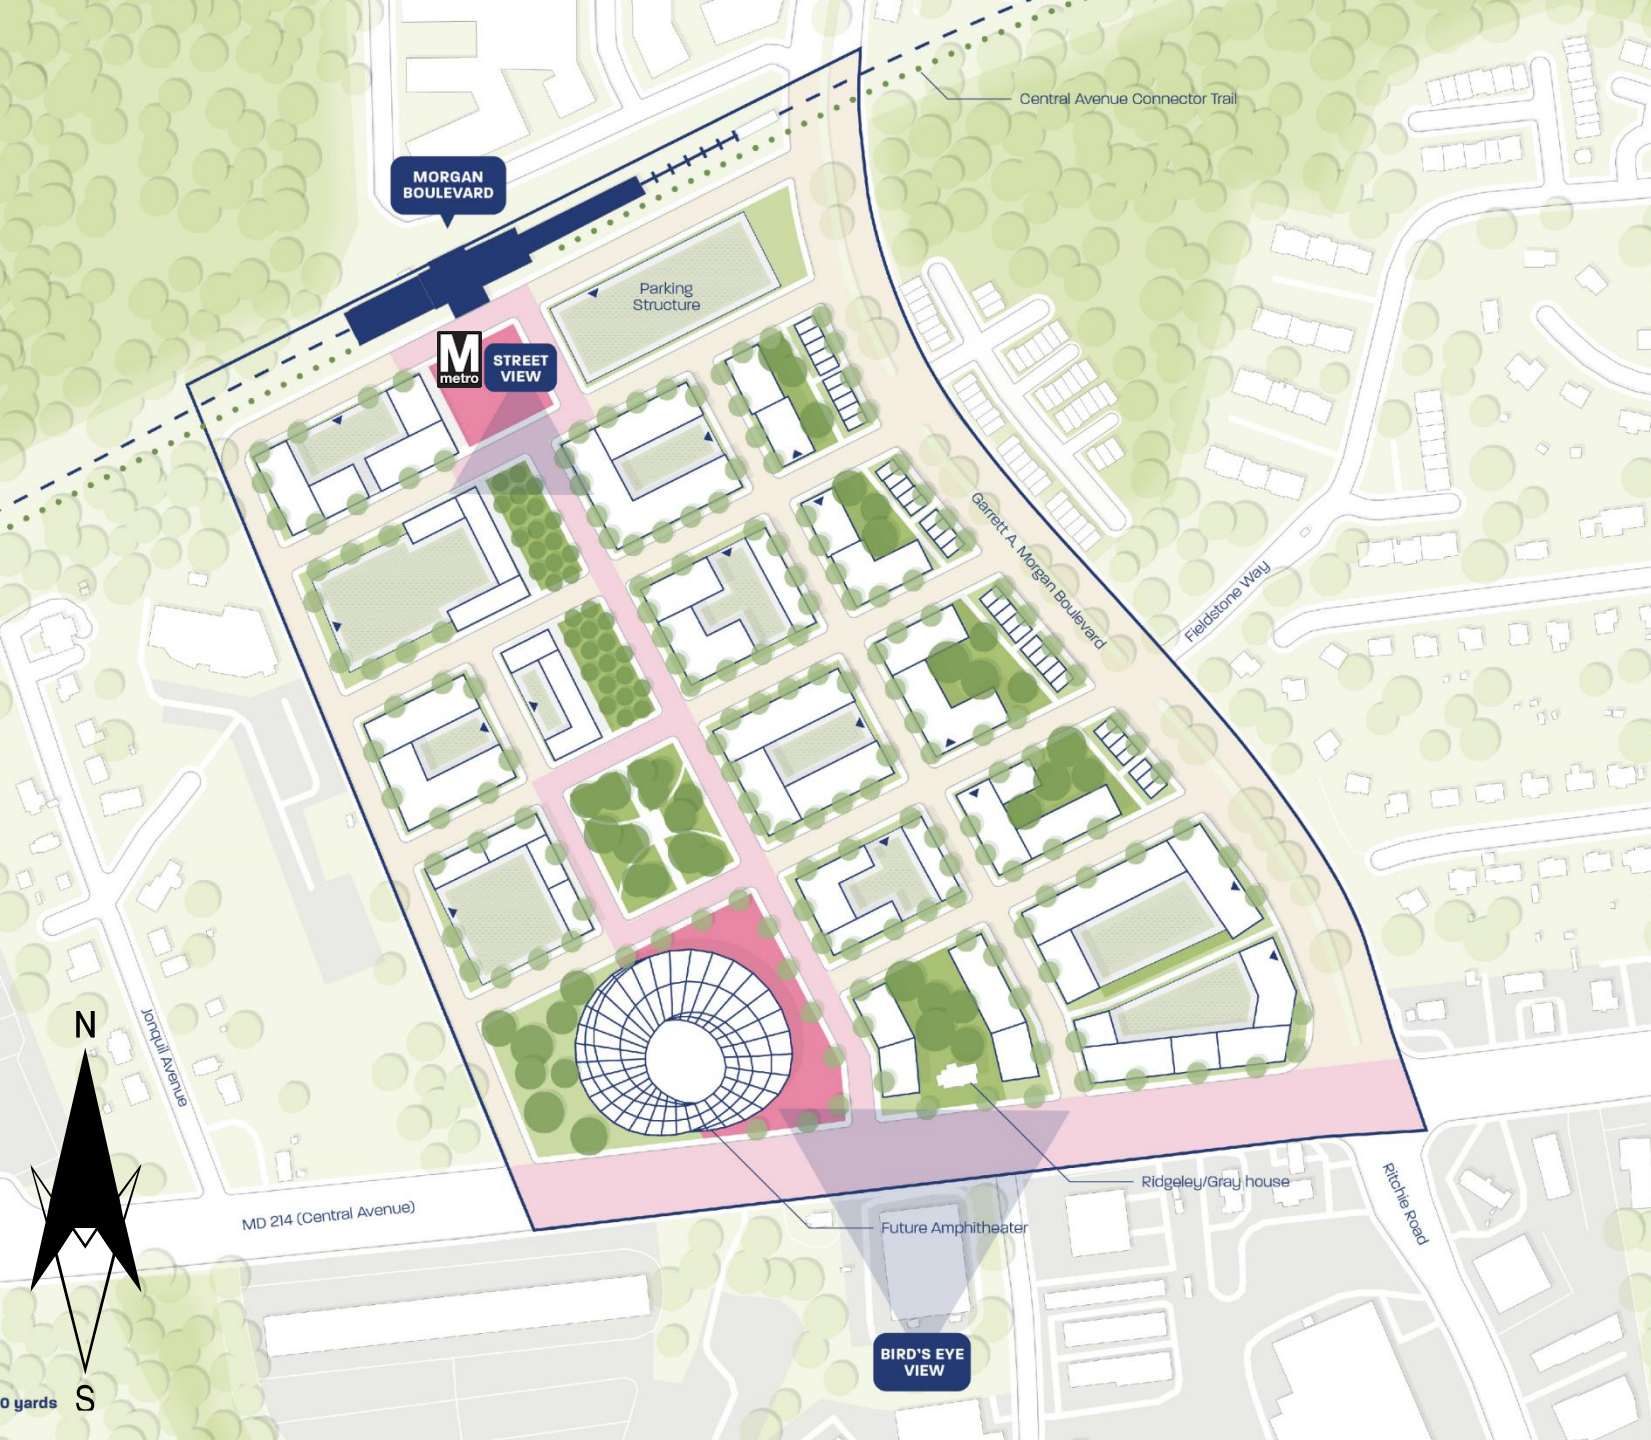 Central Avenue Connector Trail
MORGAN
BOULEVARD
Parking
Structure
M
metro
STREET
VIEW
Garrett A. Morgan Boulevard
Fieldstone Way
N
Jonquil Avenue
Ridgeley/Gray house
Ritchie Road
MD 214 (Central Avenue)
Future Amphitheater
BIRD'S EYE
VIEW
S
0 yards